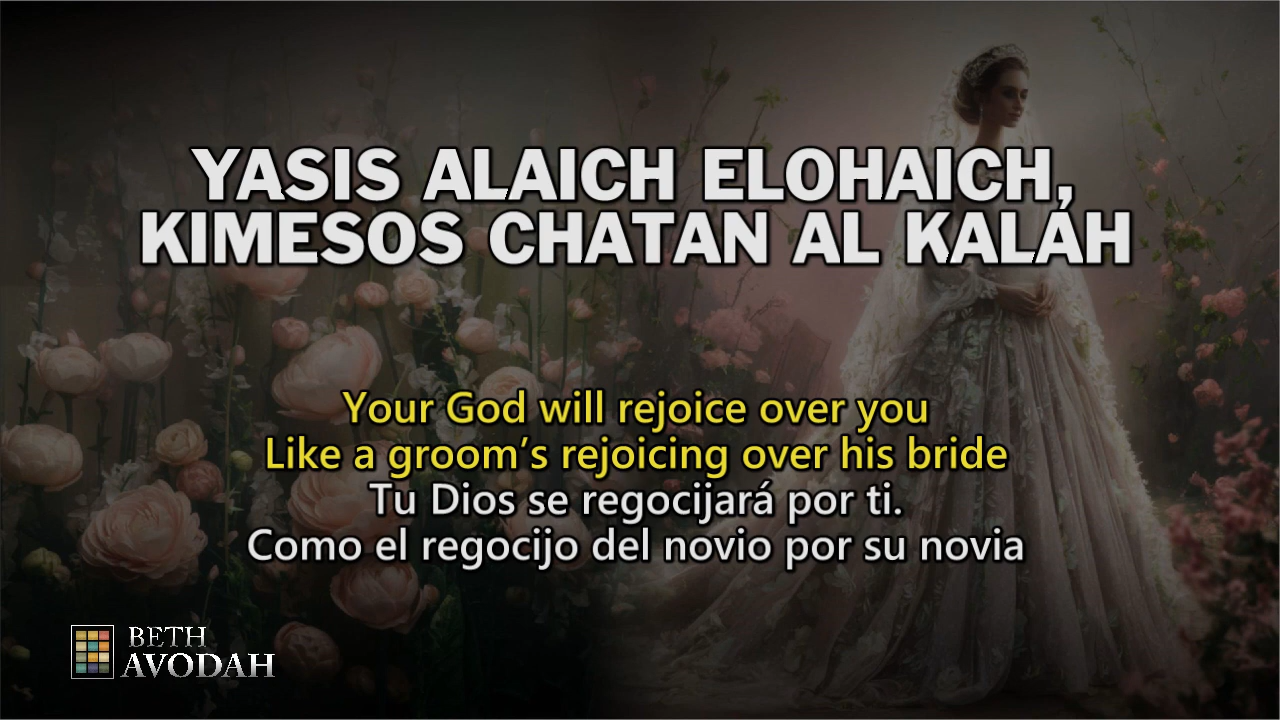 YASIS ALAICH ELOHAICH,
KIMESOS CHATAN AL KALÁH
Your God will rejoice over you
Like a groom’s rejoicing over his bride
Tu Dios se regocijará por ti.
Como el regocijo del novio por su novia
BETH
AVODAH